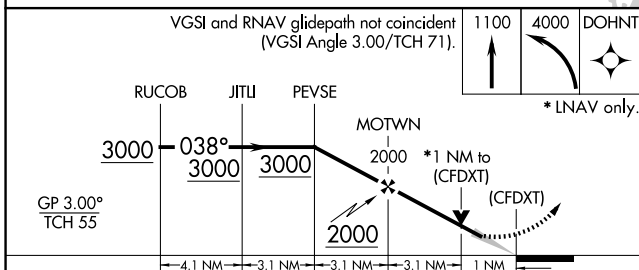 VGSI and RNAV glidepath not coincident
(VGSI Angle 3.00/TCH 71).
1100
4000
DOHNT
* LNAV only.
RUCOB
JITLI
PEVSE
MOTWN
2000
*1 NM to
(CFDXT)
(CFDXT)
3000
038°
3000
3000
2000
GP 3.00°
TCH 55
4.1 NM
3.1 NM
3.1 NM
3.1 NM
1 NM